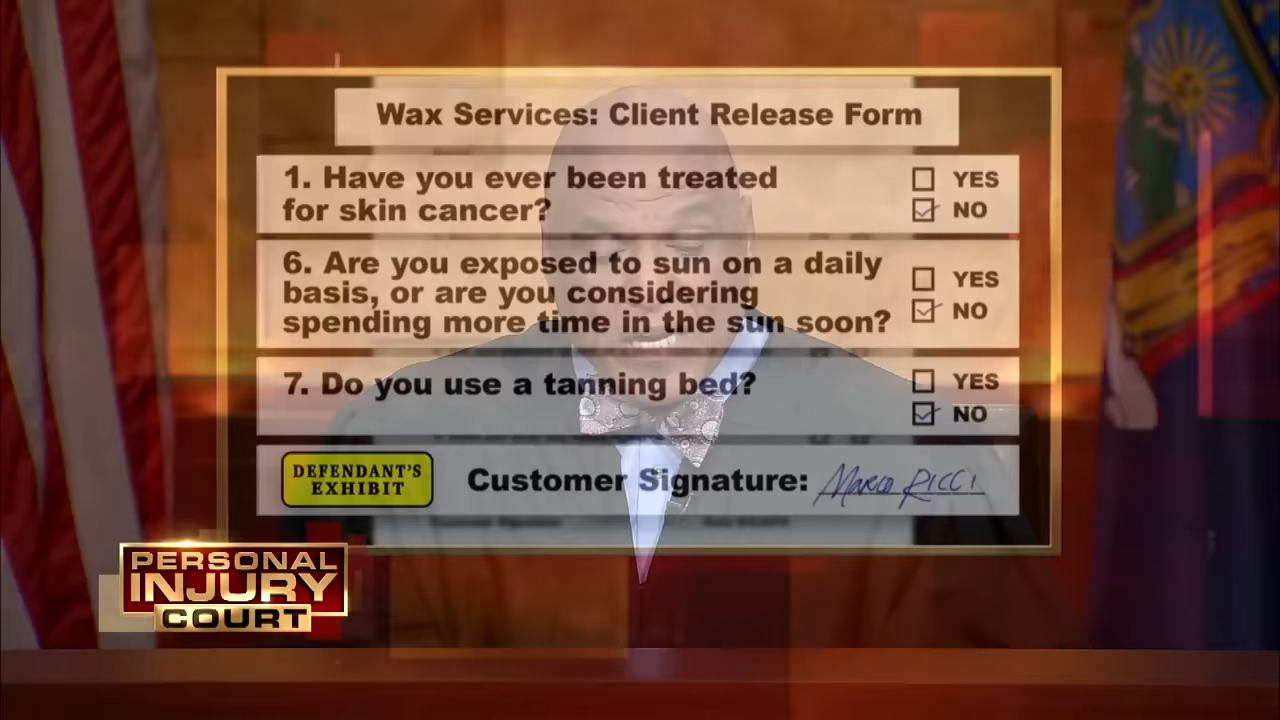 Wax Services: Client Release Form
1. Have you ever been treated
for skin cancer?
YES
NO
6. Are you exposed to sun on a daily
basis, or are you considering
spending more time in the sun soon?
YES
NO
7. Do you use a tanning bed?
YES
NO
DEFENDANT'S
EXHIBIT
Customer Signature: Marco Ricci
PERSONAL
INJURY
COURT